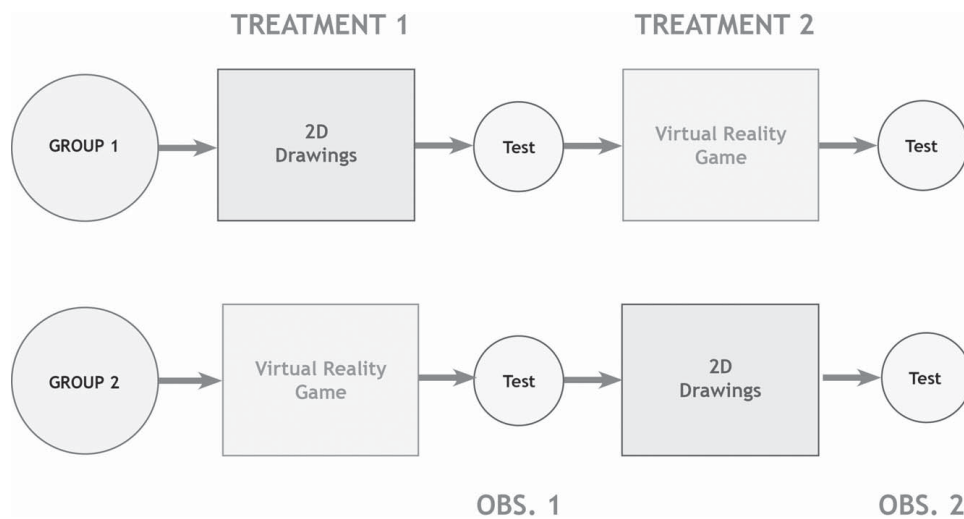 TREATMENT 1
TREATMENT 2
GROUP 1
2D
Drawings
Test
Virtual Reality
Game
Test
GROUP 2
Virtual Reality
Game
Test
2D
Drawings
Test
OBS. 1
OBS. 2